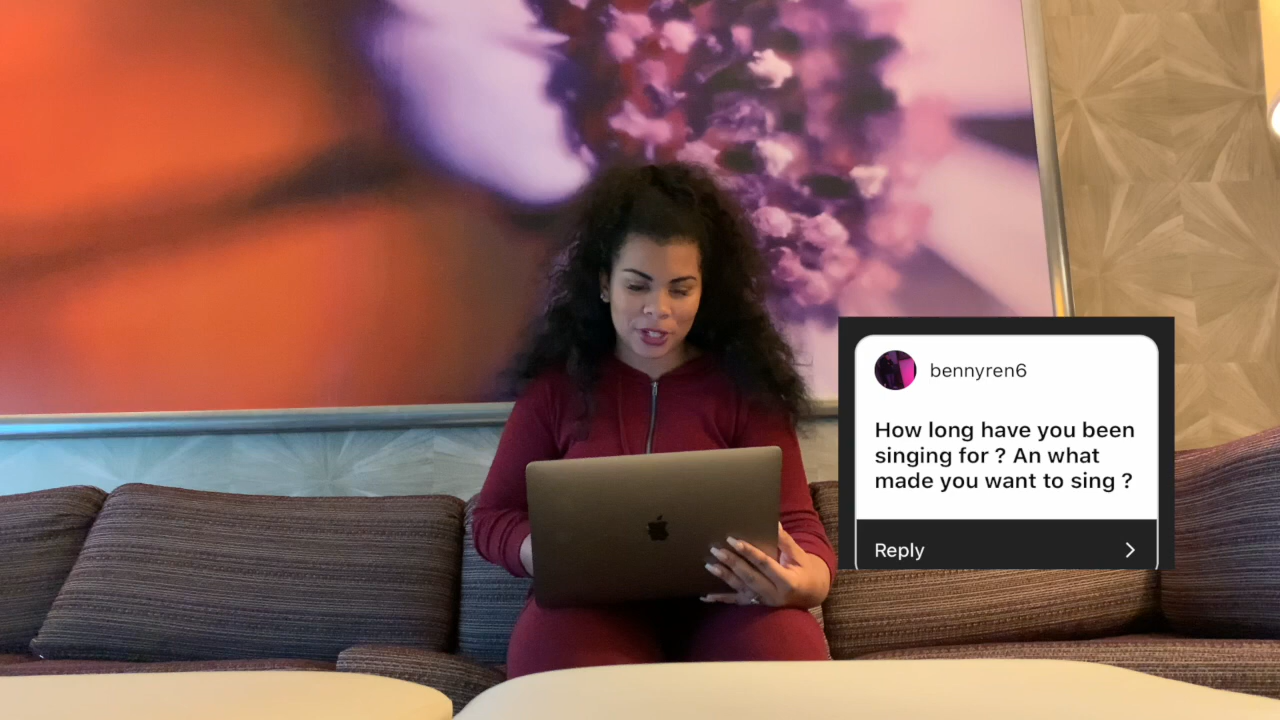 bennyren6
How long have you been
singing for ? An what
made you want to sing ?
Reply